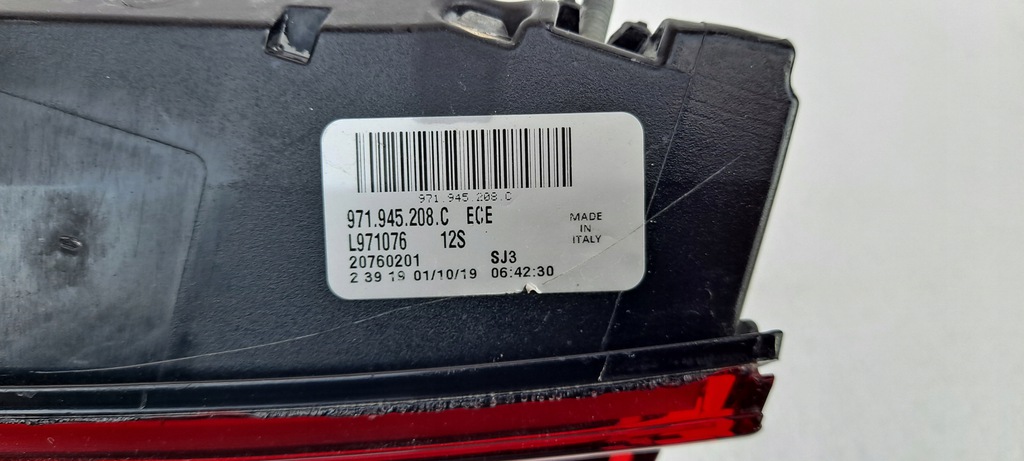 971.945.208.C
971.945.208.C ECE
L971076 12S
20760201 SJ3
2 39 19 01/10/19 06:42:30
MADE
IN
ITALY